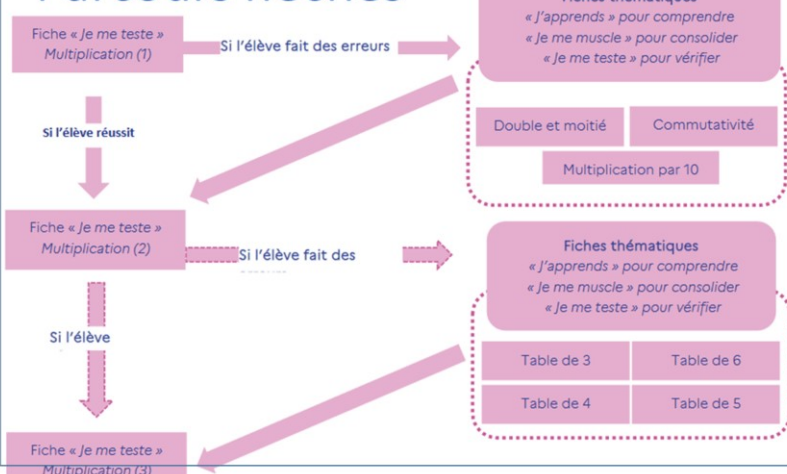 Fiches thématiques
« J'apprends » pour comprendre
« Je me muscle » pour consolider
« Je me teste » pour vérifier
Fiche « Je me teste »
Multiplication (1)
Si l'élève fait des erreurs
Si l'élève réussit
Double et moitié
Commutativité
Multiplication par 10
Fiche « Je me teste »
Multiplication (2)
Si l'élève fait des
Fiches thématiques
« J'apprends » pour comprendre
« Je me muscle » pour consolider
« Je me teste » pour vérifier
Si l'élève
Table de 3
Table de 6
Table de 4
Table de 5
Fiche « Je me teste »
Multiplication (3)